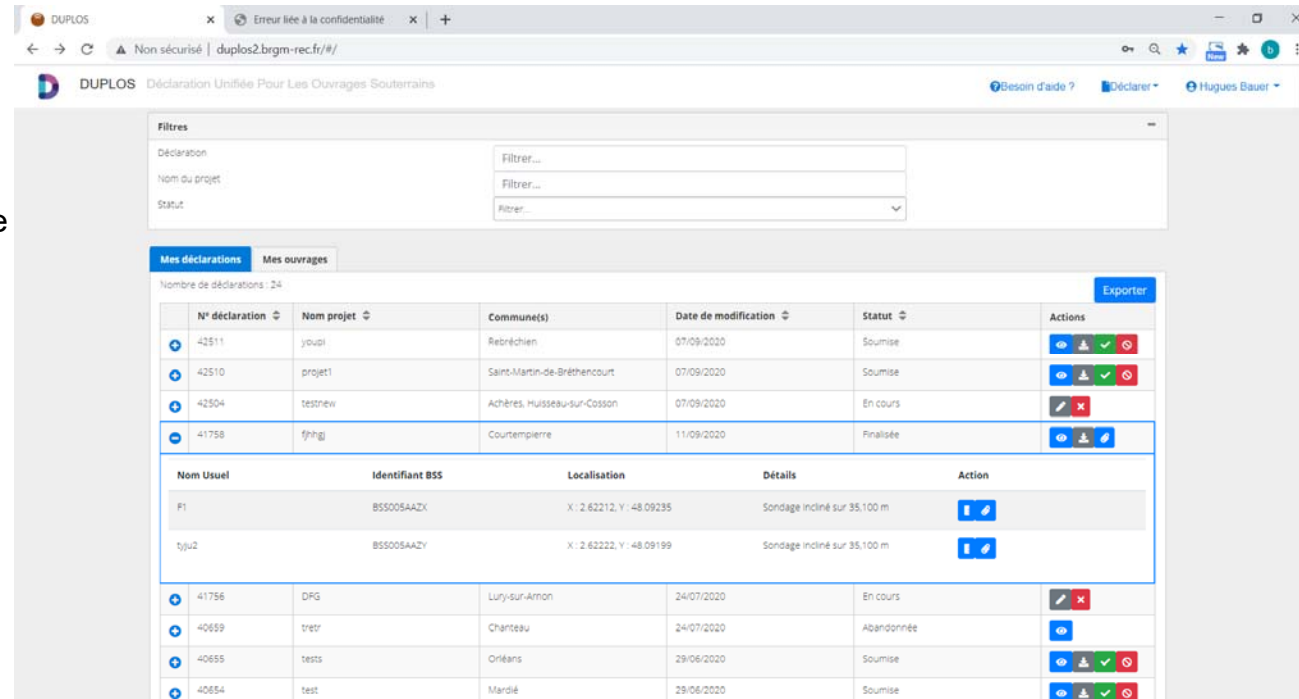 DUPLOS
Erreur liée à la confidentialité
Non sécurisé | duplos2.brgm-rec.fr/#/
New
b
DUPLOS Déclaration Unifiée Pour Les Ouvrages Souterrains Besoin d'aide ? Déclarer Hugues Bauer
Filtres
Déclaration Filtrer...
Nom du projet Filtrer...
Statut Filtrer...
e
Mes déclarations Mes ouvrages
Nombre de déclarations : 24 Exporter
N° déclaration Nom projet Commune(s) Date de modification Statut Actions
42511 youpi Rebréchien 07/09/2020 Soumise
42510 projet1 Saint-Martin-de-Bréthencourt 07/09/2020 Soumise
42504 testnew Achères, Huisseau-sur-Cosson 07/09/2020 En cours
41758 fjhhgj Courtempierre 11/09/2020 Finalisée
Nom Usuel Identifiant BSS Localisation Détails Action
F1 BSS005AAZX X : 2.62212, Y : 48.09235 Sondage incliné sur 35,100 m
tyju2 BSS005AAZY X : 2.62222, Y : 48.09199 Sondage incliné sur 35,100 m
41756 DFG Lury-sur-Arnon 24/07/2020 En cours
40659 tretr Chanteau 24/07/2020 Abandonnée
40655 tests Orléans 29/06/2020 Soumise
40654 test Mardié 29/06/2020 Soumise